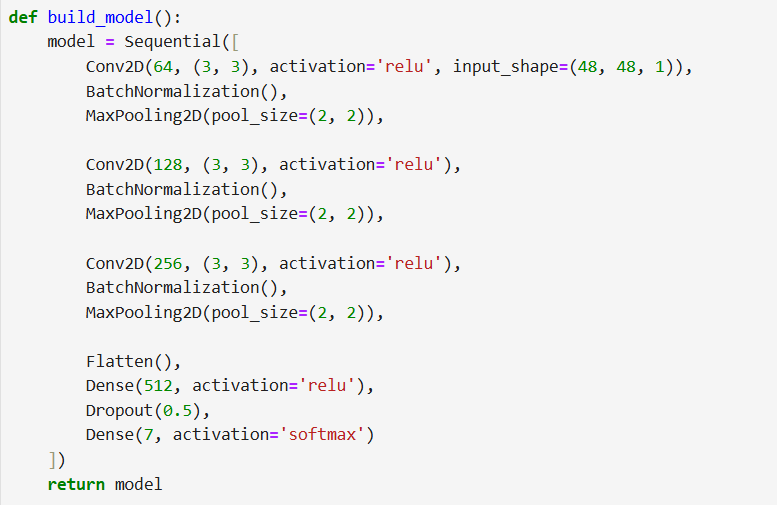 def build_model():
    model = Sequential([
        Conv2D(64, (3, 3), activation='relu', input_shape=(48, 48, 1)),
        BatchNormalization(),
        MaxPooling2D(pool_size=(2, 2)),

        Conv2D(128, (3, 3), activation='relu'),
        BatchNormalization(),
        MaxPooling2D(pool_size=(2, 2)),

        Conv2D(256, (3, 3), activation='relu'),
        BatchNormalization(),
        MaxPooling2D(pool_size=(2, 2)),

        Flatten(),
        Dense(512, activation='relu'),
        Dropout(0.5),
        Dense(7, activation='softmax')
    ])
    return model